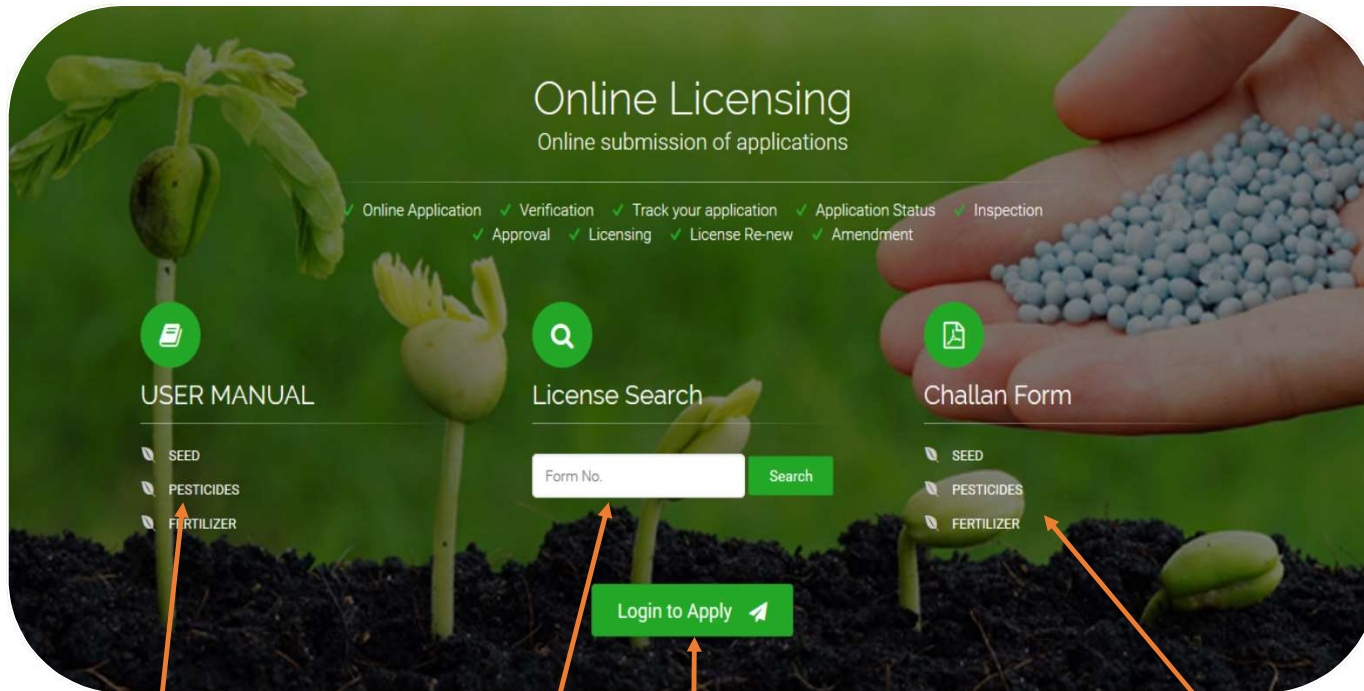 Online Licensing
Online submission of applications
Online Application Verification Track your application Application Status Inspection
Approval Licensing License Re-new Amendment
USER MANUAL
SEED
PESTICIDES
FERTILIZER
License Search
Form No. Search
Challan Form
SEED
PESTICIDES
FERTILIZER
Login to Apply